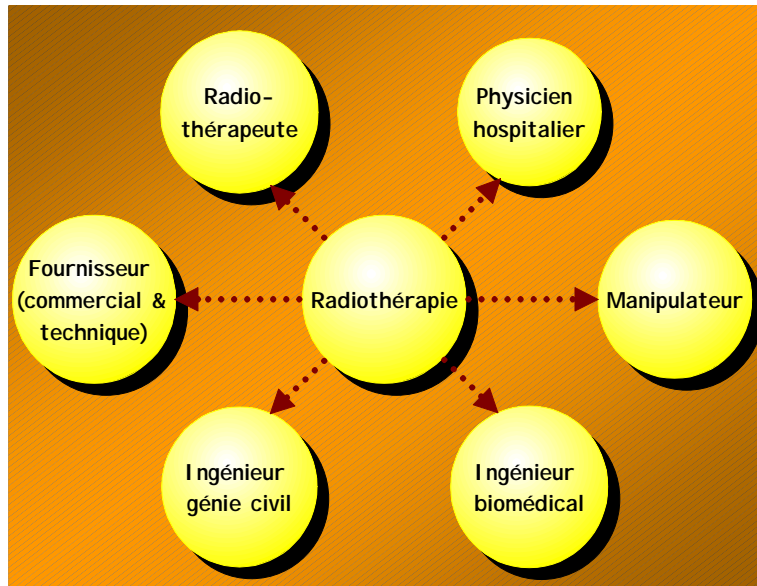 Radio-
thérapeute
Physicien
hospitalier
Fournisseur
(commercial &
technique)
Radiothérapie
Manipulateur
Ingénieur
génie civil
Ingénieur
biomédical